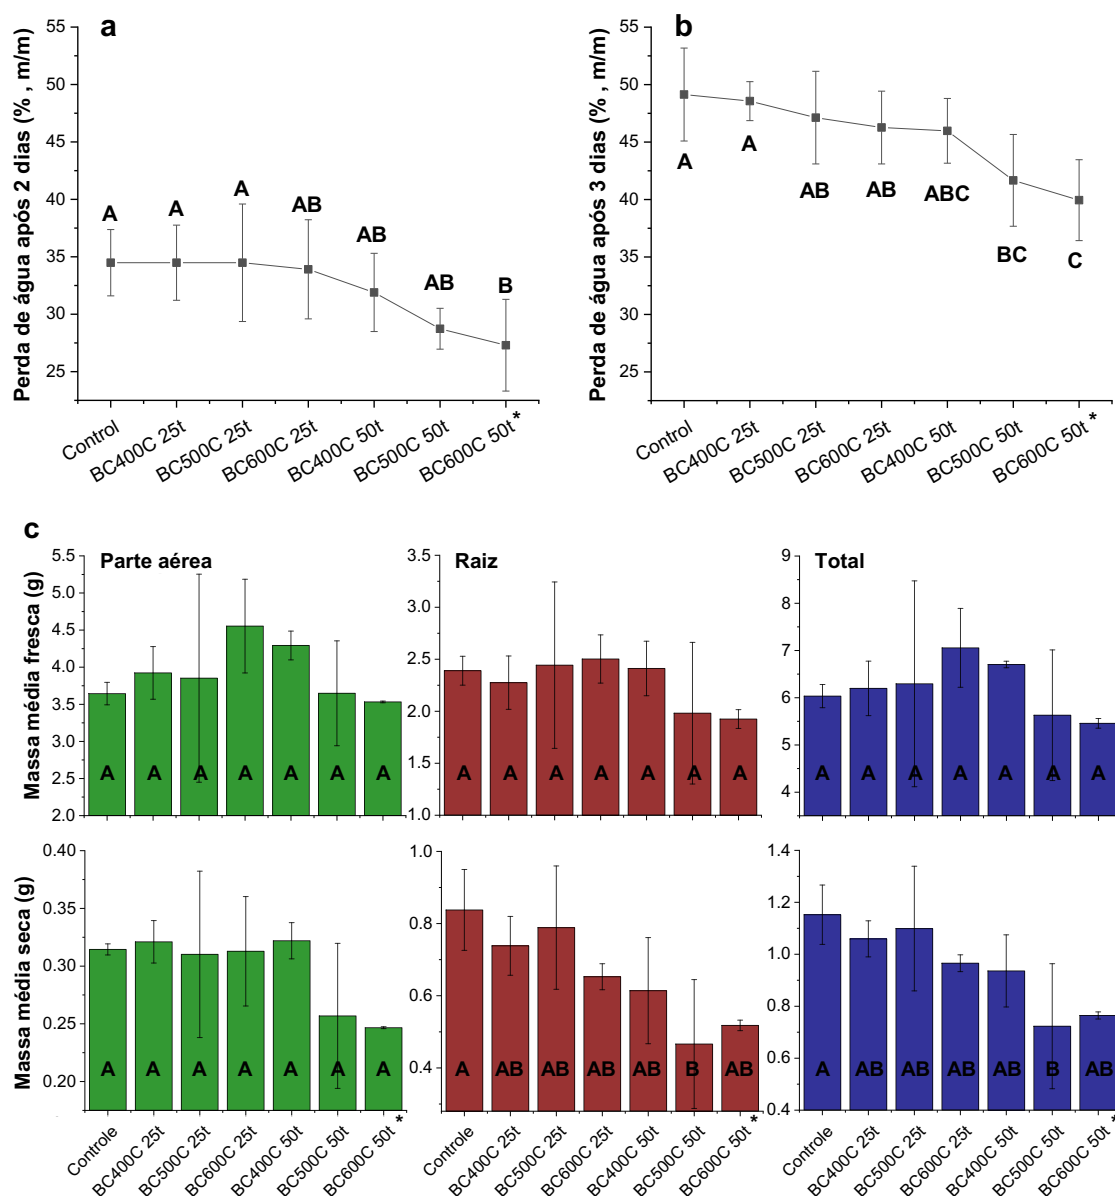 a
Perda de água após 2 dias (% , m/m)
55
50
45
40
35
30
25
A A A AB AB AB B
Control BC400C 25t BC500C 25t BC600C 25t BC400C 50t BC500C 50t BC600C 50t *
b
Perda de água após 3 dias (% , m/m)
55
50
45
40
35
30
25
A A AB AB ABC BC C
Control BC400C 25t BC500C 25t BC600C 25t BC400C 50t BC500C 50t BC600C 50t *
c
Massa média fresca (g)
Parte aérea
5.5
5.0
4.5
4.0
3.5
3.0
2.5
2.0
A A A A A A A
Raiz
3.5
3.0
2.5
2.0
1.5
1.0
A A A A A A A
Total
9
8
7
6
5
4
A A A A A A A
Massa média seca (g)
0.40
0.35
0.30
0.25
0.20
A A A A A A A
Controle BC400C 25t BC500C 25t BC600C 25t BC400C 50t BC500C 50t BC600C 50t *
1.0
0.8
0.6
0.4
A AB AB AB AB B AB
Controle BC400C 25t BC500C 25t BC600C 25t BC400C 50t BC500C 50t BC600C 50t *
1.4
1.2
1.0
0.8
0.6
0.4
A AB AB AB AB B AB
Controle BC400C 25t BC500C 25t BC600C 25t BC400C 50t BC500C 50t BC600C 50t *